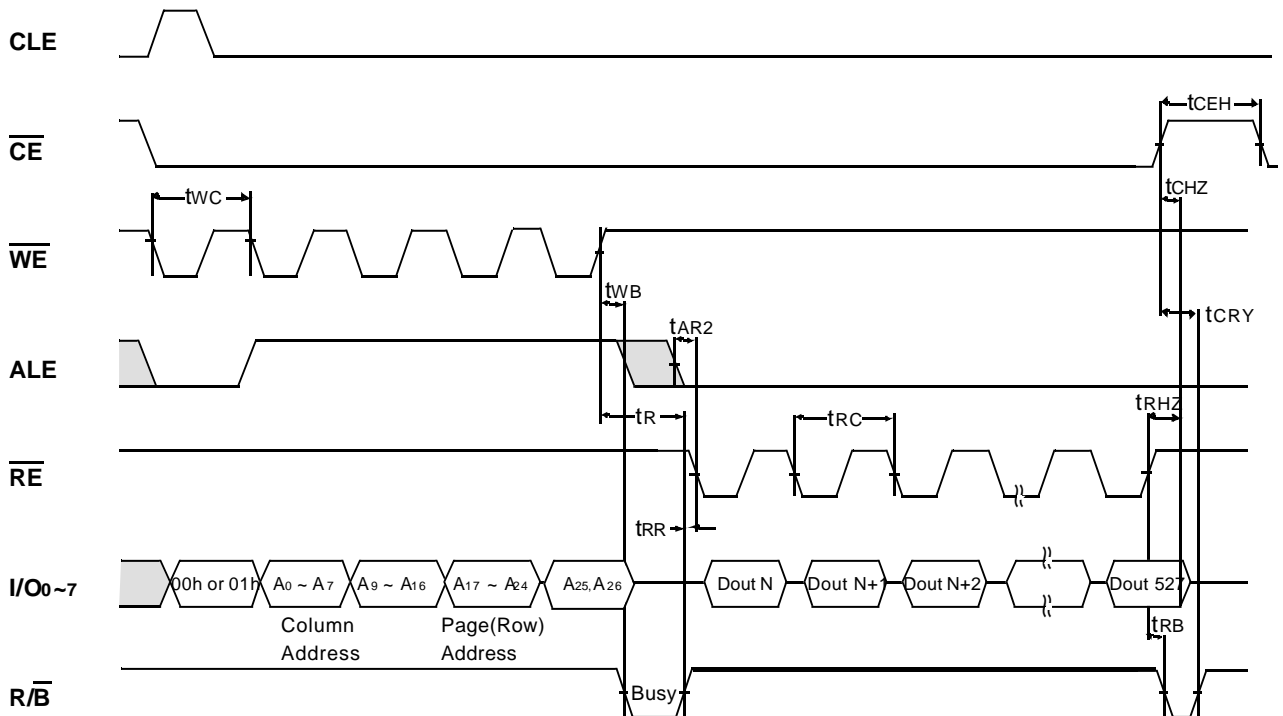 CLE
CE
tCEH
tCHZ
tWC
WE
tWB
tCRY
tAR2
ALE
tR
tRC
tRHZ
RE
tRR
I/O0~7
00h or 01h
A0 ~ A7
A9 ~ A16
A17 ~ A24
A25, A26
Dout N
Dout N+1
Dout N+2
Dout 527
Column
Address
Page(Row)
Address
tRB
R/B
Busy